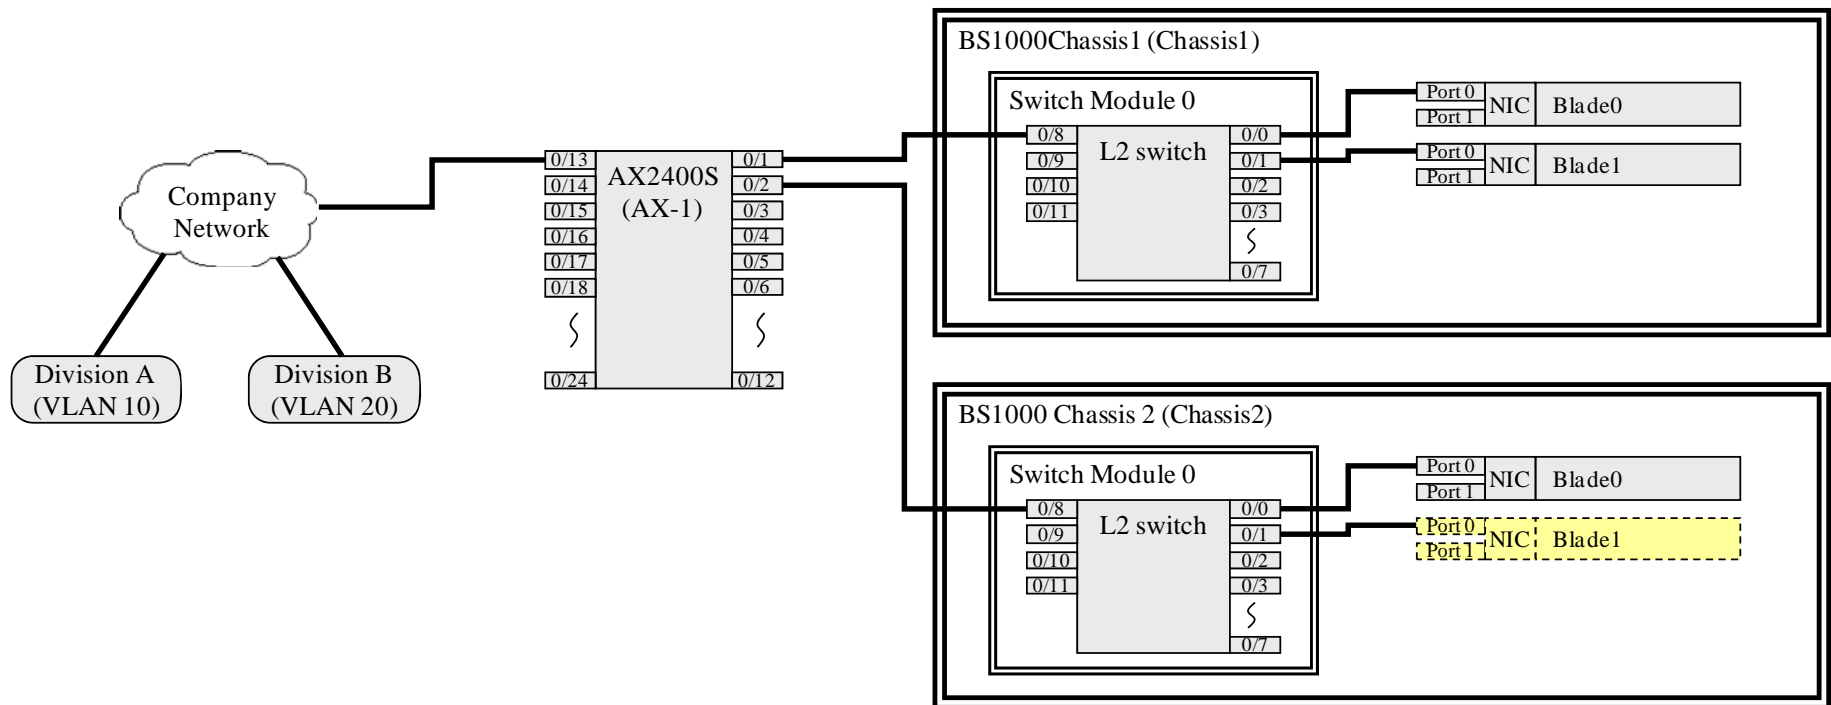 Company
Network
Division A
(VLAN 10)
Division B
(VLAN 20)
0/13
0/14
0/15
0/16
0/17
0/18
0/24
AX2400S
(AX-1)
0/1
0/2
0/3
0/4
0/5
0/6
0/12
BS1000Chassis1 (Chassis1)
Switch Module 0
0/8
0/9
0/10
0/11
L2 switch
0/0
0/1
0/2
0/3
0/7
Port 0
Port 1
NIC
Blade0
Port 0
Port 1
NIC
Blade1
BS1000 Chassis 2 (Chassis2)
Switch Module 0
0/8
0/9
0/10
0/11
L2 switch
0/0
0/1
0/2
0/3
0/7
Port 0
Port 1
NIC
Blade0
Port 0
Port 1
NIC
Blade1